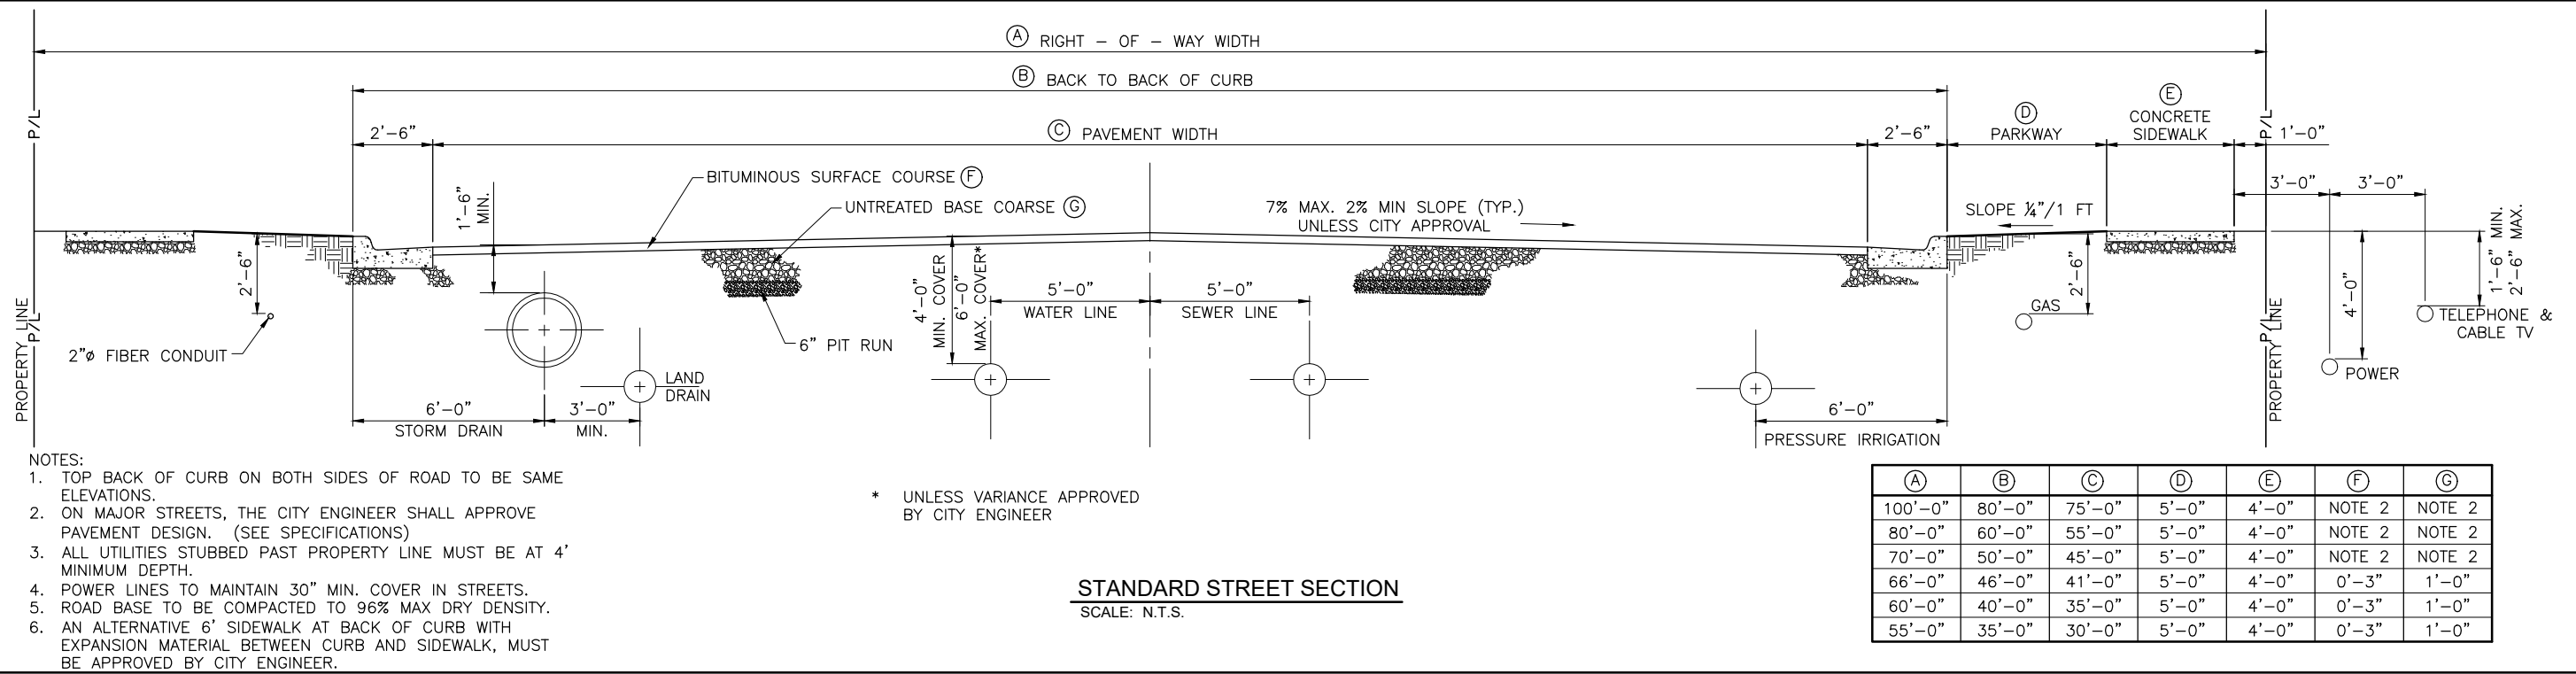 Ⓐ RIGHT - OF - WAY WIDTH
Ⓑ BACK TO BACK OF CURB
P/L
2'-6"
Ⓒ PAVEMENT WIDTH
2'-6"
Ⓓ
PARKWAY
Ⓔ
CONCRETE
SIDEWALK
P/L
1'-0"
BITUMINOUS SURFACE COURSE Ⓕ
UNTREATED BASE COARSE Ⓖ
1'-6"
MIN.
7% MAX. 2% MIN SLOPE (TYP.)
UNLESS CITY APPROVAL
SLOPE ¼"/1 FT
3'-0"
3'-0"
2'-6"
2"ø FIBER CONDUIT
PROPERTY LINE
P/L
6" PIT RUN
4'-0"
MIN. COVER
6'-0"
MAX. COVER*
5'-0"
WATER LINE
5'-0"
SEWER LINE
GAS
2'-6"
P/L
PROPERTY LINE
4'-0"
1'-6" MIN.
2'-6" MAX.
TELEPHONE &
CABLE TV
POWER
LAND
DRAIN
6'-0"
STORM DRAIN
3'-0"
MIN.
6'-0"
PRESSURE IRRIGATION
NOTES:
1. TOP BACK OF CURB ON BOTH SIDES OF ROAD TO BE SAME
ELEVATIONS.
2. ON MAJOR STREETS, THE CITY ENGINEER SHALL APPROVE
PAVEMENT DESIGN. (SEE SPECIFICATIONS)
3. ALL UTILITIES STUBBED PAST PROPERTY LINE MUST BE AT 4'
MINIMUM DEPTH.
4. POWER LINES TO MAINTAIN 30" MIN. COVER IN STREETS.
5. ROAD BASE TO BE COMPACTED TO 96% MAX DRY DENSITY.
6. AN ALTERNATIVE 6' SIDEWALK AT BACK OF CURB WITH
EXPANSION MATERIAL BETWEEN CURB AND SIDEWALK, MUST
BE APPROVED BY CITY ENGINEER.
* UNLESS VARIANCE APPROVED
BY CITY ENGINEER
STANDARD STREET SECTION
SCALE: N.T.S.
Ⓐ Ⓑ Ⓒ Ⓓ Ⓔ Ⓕ Ⓖ
100'-0" 80'-0" 75'-0" 5'-0" 4'-0" NOTE 2 NOTE 2
80'-0" 60'-0" 55'-0" 5'-0" 4'-0" NOTE 2 NOTE 2
70'-0" 50'-0" 45'-0" 5'-0" 4'-0" NOTE 2 NOTE 2
66'-0" 46'-0" 41'-0" 5'-0" 4'-0" 0'-3" 1'-0"
60'-0" 40'-0" 35'-0" 5'-0" 4'-0" 0'-3" 1'-0"
55'-0" 35'-0" 30'-0" 5'-0" 4'-0" 0'-3" 1'-0"